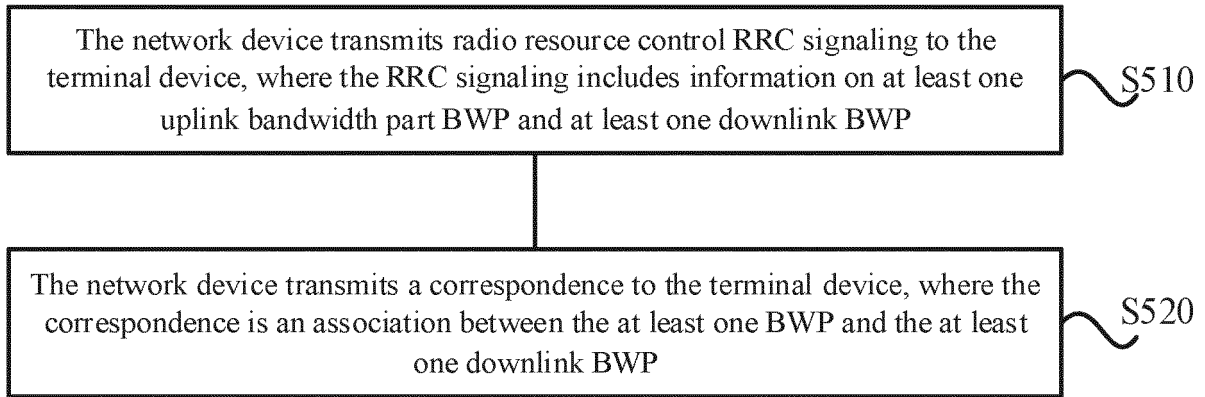 The network device transmits radio resource control RRC signaling to the
terminal device, where the RRC signaling includes information on at least one
uplink bandwidth part BWP and at least one downlink BWP
S510
The network device transmits a correspondence to the terminal device, where the
correspondence is an association between the at least one BWP and the at least
one downlink BWP
S520